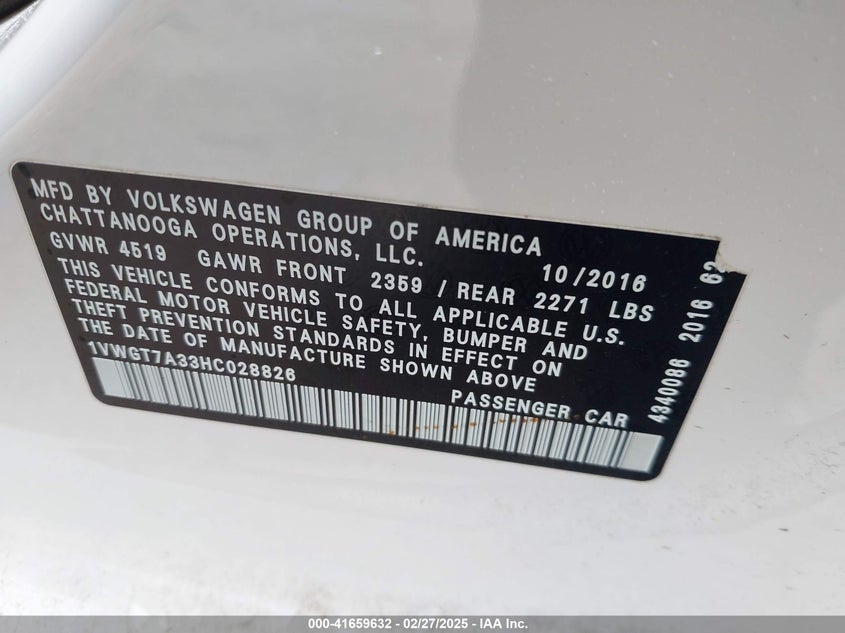 MFD BY VOLKSWAGEN GROUP OF AMERICA
CHATTANOOGA OPERATIONS, LLC. 10/2016
GVWR 4519 GAWR FRONT 2359 / REAR 2271 LBS
THIS VEHICLE CONFORMS TO ALL APPLICABLE U.S.
FEDERAL MOTOR VEHICLE SAFETY, BUMPER AND
THEFT PREVENTION STANDARDS IN EFFECT ON
THE DATE OF MANUFACTURE SHOWN ABOVE
1VWGT7A33HC028826 PASSENGER CAR
4340086 2016 62
000-41659632 - 02/27/2025 - IAA Inc.